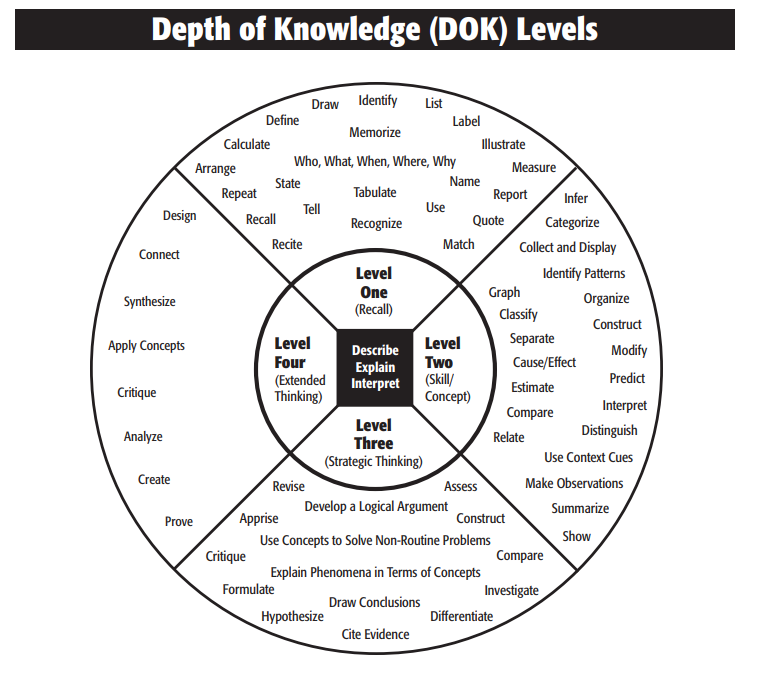 Depth of Knowledge (DOK) Levels
Draw
Identify
List
Define
Memorize
Label
Calculate
Illustrate
Who, What, When, Where, Why
Arrange
Measure
State
Name
Repeat
Tabulate
Report
Tell
Use
Recall
Recognize
Quote
Recite
Match
Level
One
(Recall)
Infer
Categorize
Collect and Display
Identify Patterns
Graph
Organize
Classify
Construct
Separate
Modify
Cause/Effect
Predict
Estimate
Interpret
Compare
Distinguish
Relate
Use Context Cues
Make Observations
Summarize
Show
Level
Two
(Skill/
Concept)
Describe
Explain
Interpret
Level
Three
(Strategic Thinking)
Revise
Assess
Develop a Logical Argument
Apprise
Construct
Use Concepts to Solve Non-Routine Problems
Critique
Compare
Explain Phenomena in Terms of Concepts
Formulate
Investigate
Draw Conclusions
Hypothesize
Differentiate
Cite Evidence
Level
Four
(Extended
Thinking)
Design
Connect
Synthesize
Apply Concepts
Critique
Analyze
Create
Prove